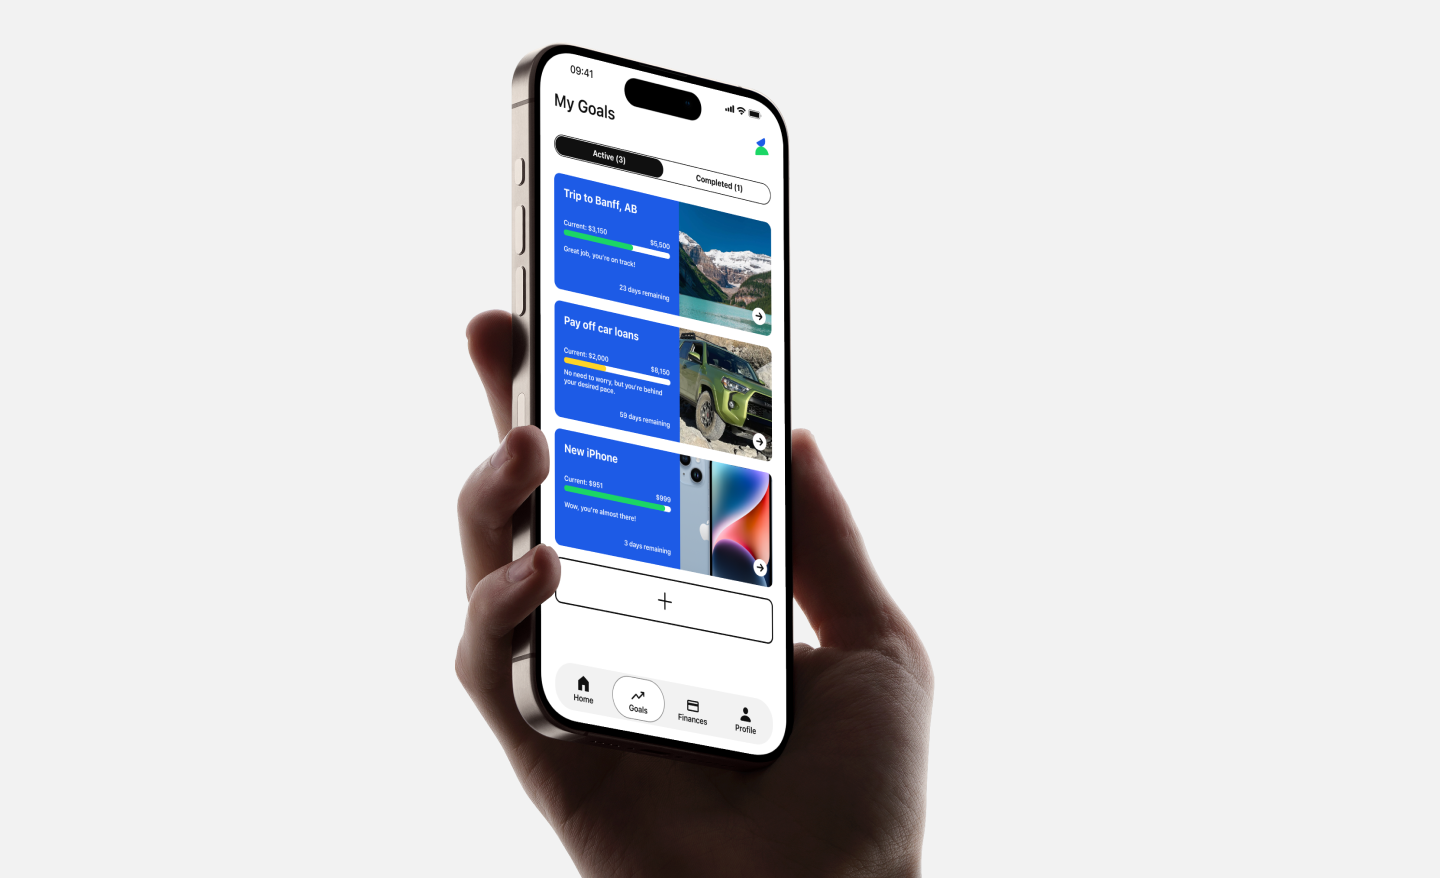 09:41
My Goals
Active (3)
Completed (1)
Trip to Banff, AB
Current: $3,150
$5,500
Great job, you're on track!
23 days remaining
Pay off car loans
Current: $2,000
$8,150
No need to worry, but you're behind
your desired pace.
59 days remaining
New iPhone
Current: $951
$999
Wow, you're almost there!
3 days remaining
Home
Goals
Finances
Profile